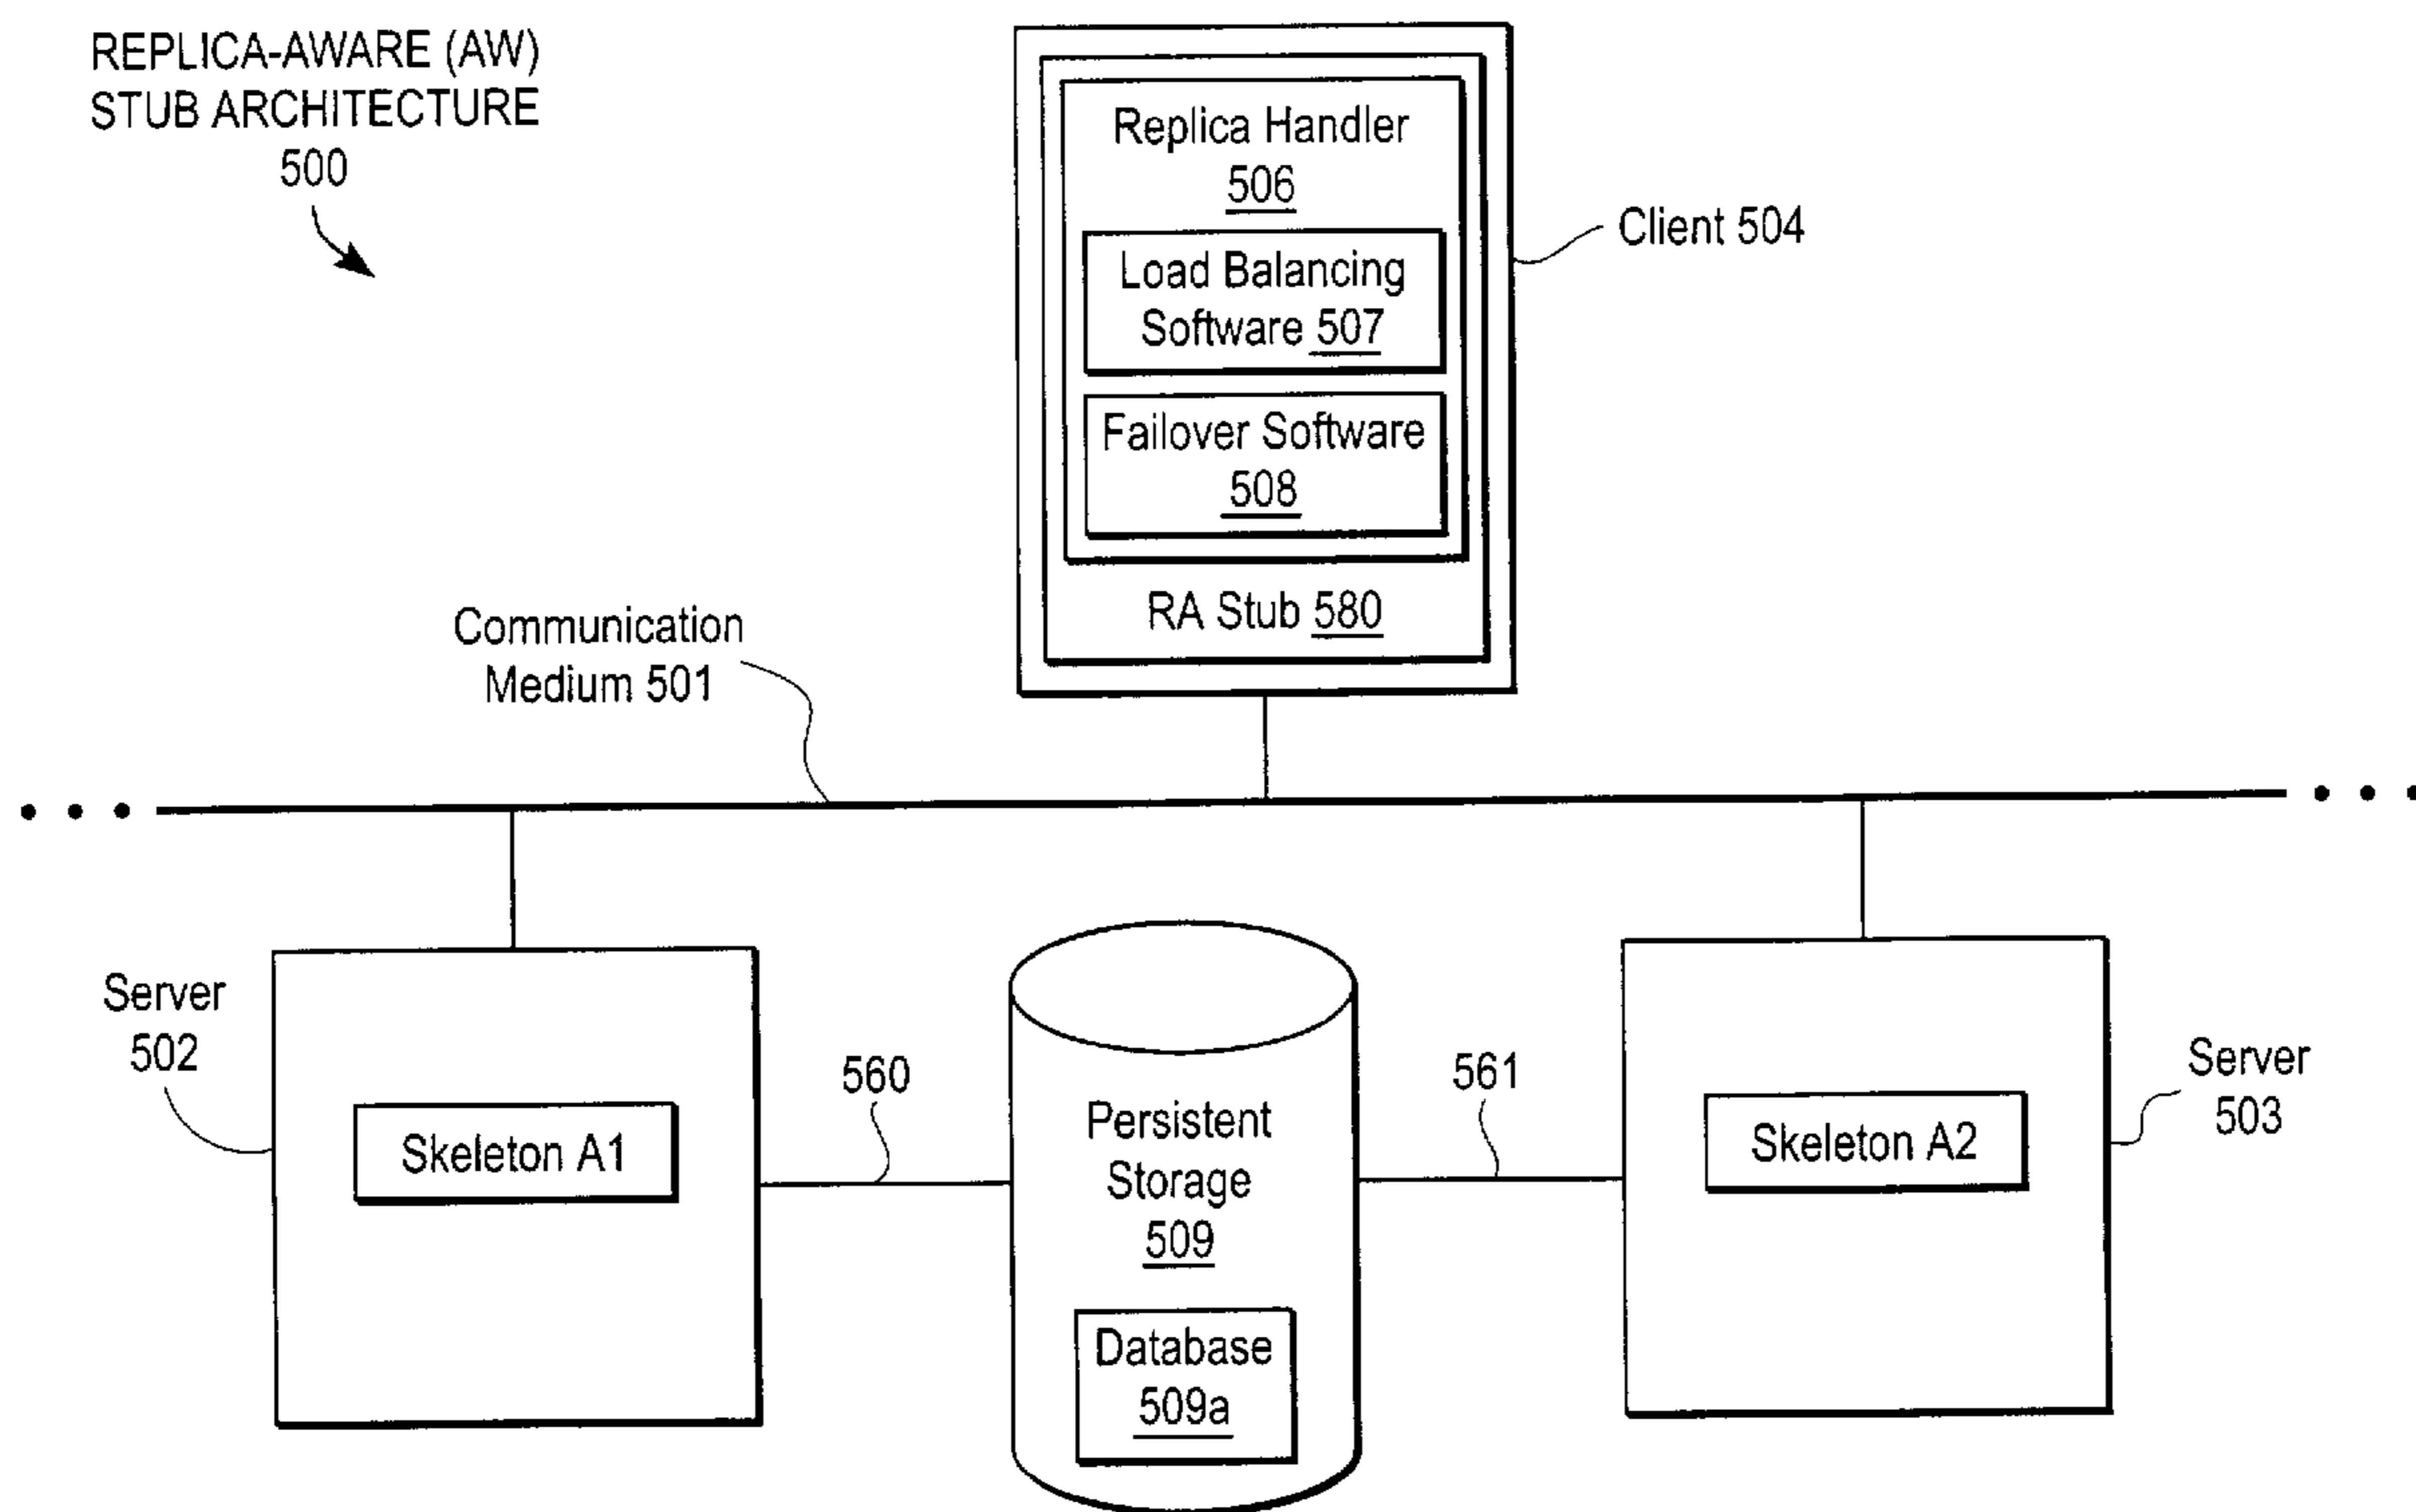 REPLICA-AWARE (AW)
STUB ARCHITECTURE
500
Replica Handler
506
Load Balancing
Software 507
Failover Software
508
RA Stub 580
Client 504
Communication
Medium 501
Server
502
Skeleton A1
560
Persistent
Storage
509
Database
509a
561
Skeleton A2
Server
503